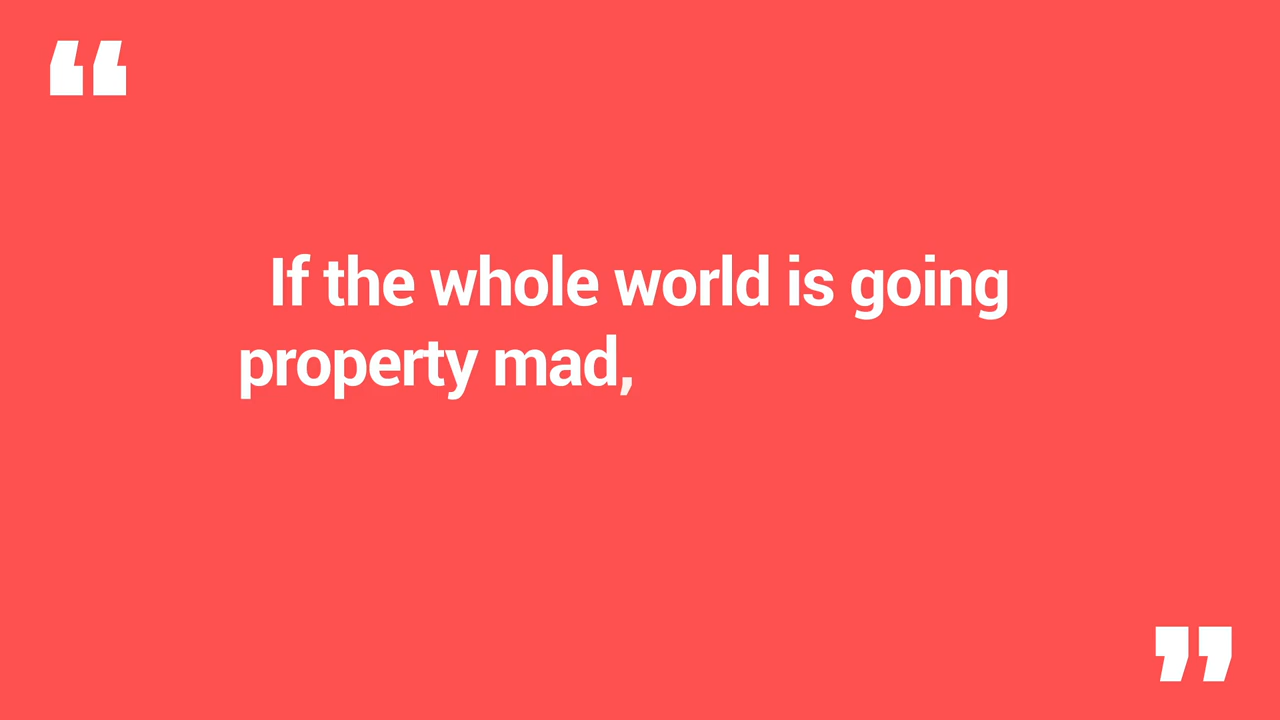 “
If the whole world is going
property mad,
”